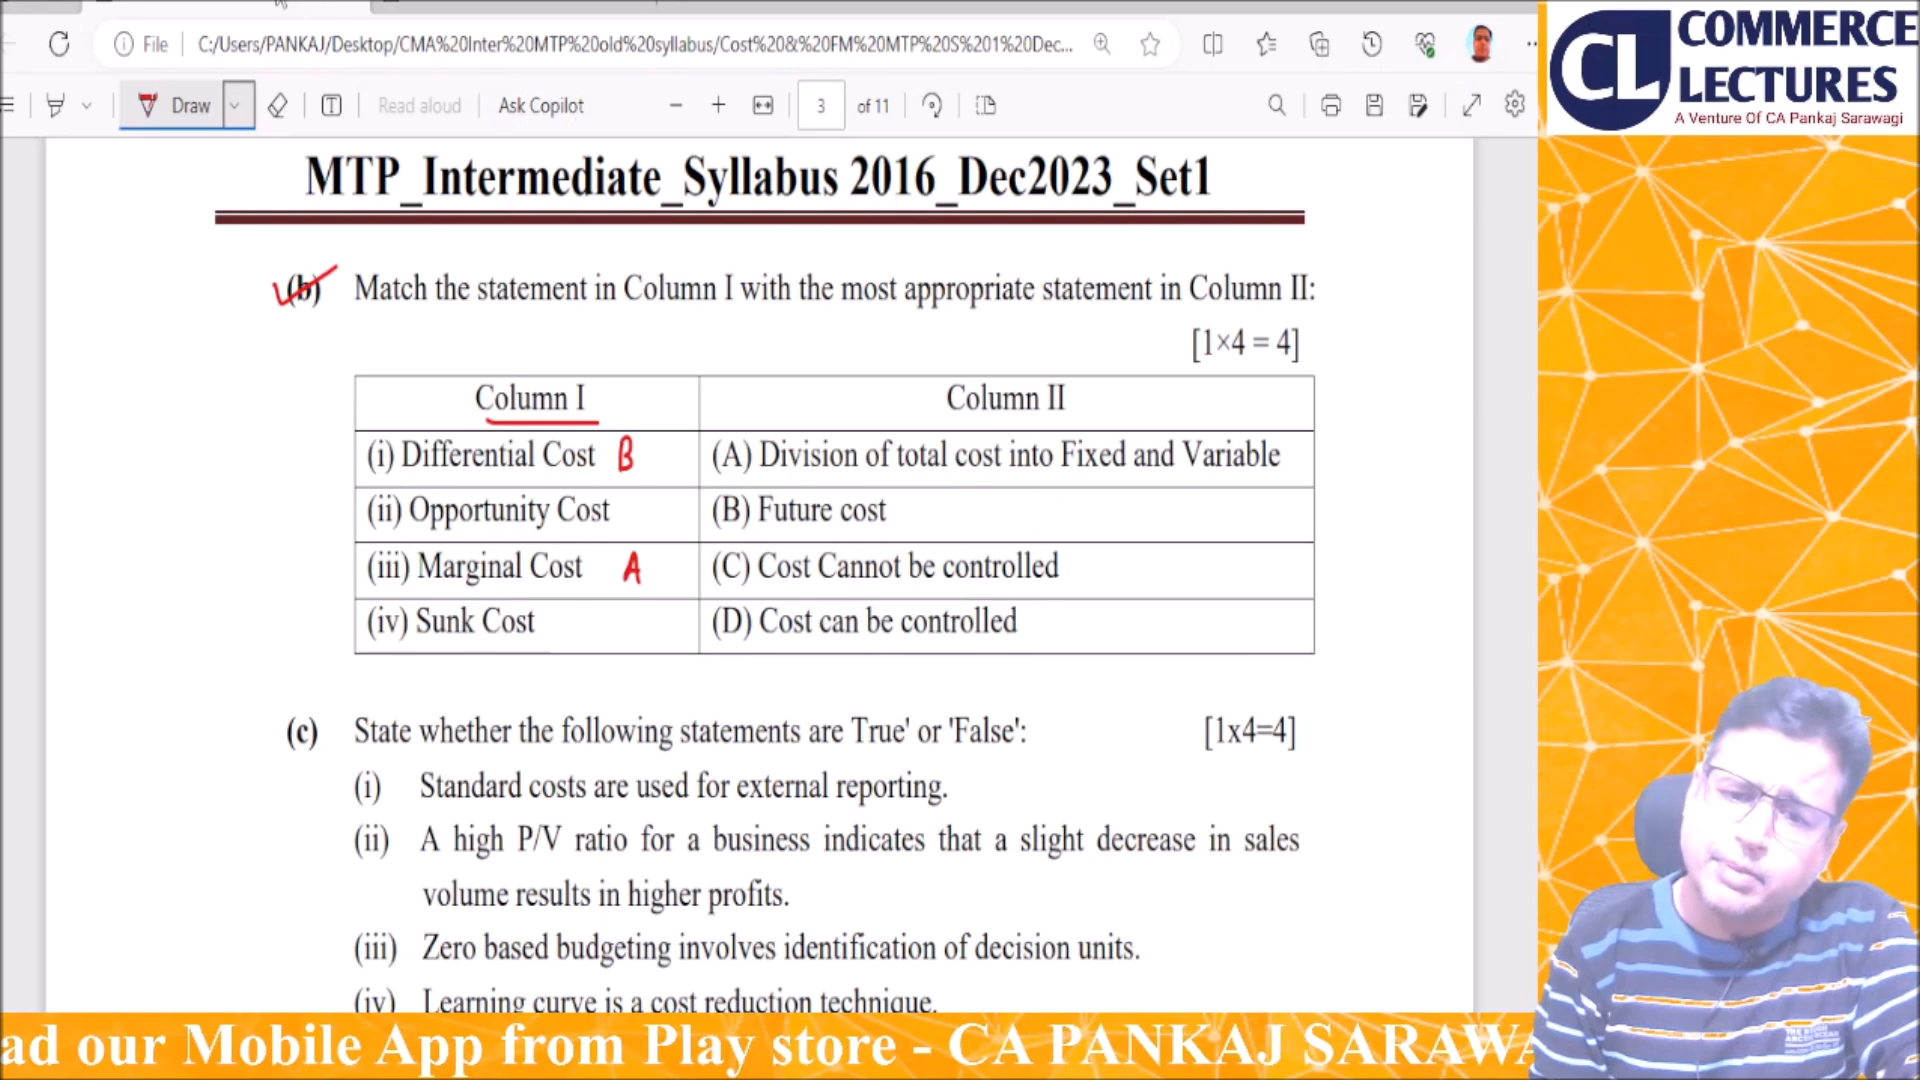 File C:/Users/PANKAJ/Desktop/CMA%20Inter%20MTP%20old%20syllabus/Cost%20&%20FM%20MTP%20S%201%20Dec...
Draw Read aloud Ask Copilot 3 of 11
CL COMMERCE
LECTURES
A Venture Of CA Pankaj Sarawagi
MTP_Intermediate_Syllabus 2016_Dec2023_Set1
(b) Match the statement in Column I with the most appropriate statement in Column II:
[1×4 = 4]
Column I Column II
(i) Differential Cost B (A) Division of total cost into Fixed and Variable
(ii) Opportunity Cost (B) Future cost
(iii) Marginal Cost A (C) Cost Cannot be controlled
(iv) Sunk Cost (D) Cost can be controlled
(c) State whether the following statements are True' or 'False': [1x4=4]
(i) Standard costs are used for external reporting.
(ii) A high P/V ratio for a business indicates that a slight decrease in sales
volume results in higher profits.
(iii) Zero based budgeting involves identification of decision units.
(iv) Learning curve is a cost reduction technique.
ad our Mobile App from Play store - CA PANKAJ SARAWA